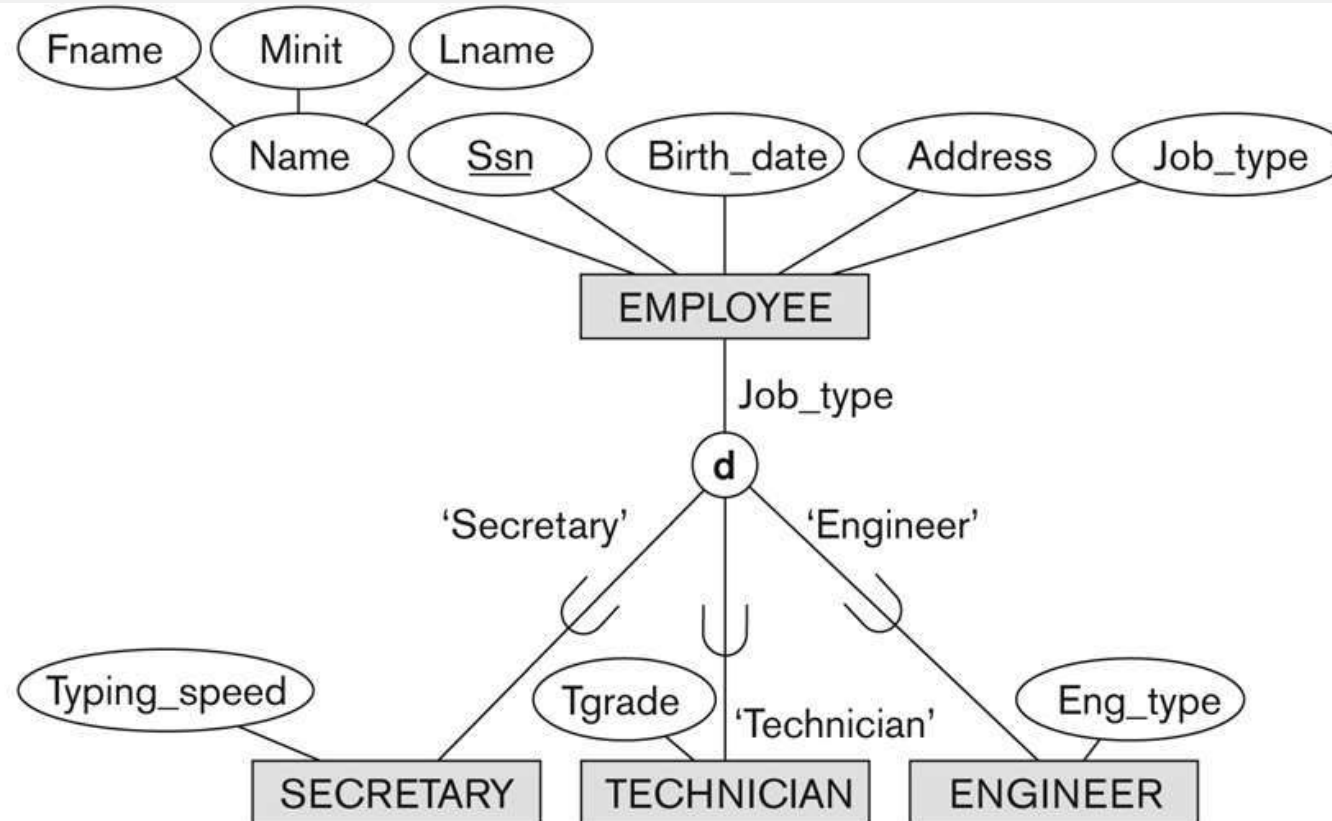 Fname Minit Lname
Name Ssn Birth_date Address Job_type
EMPLOYEE
Job_type
d
‘Secretary’ ‘Engineer’
Typing_speed Tgrade ‘Technician’ Eng_type
SECRETARY TECHNICIAN ENGINEER